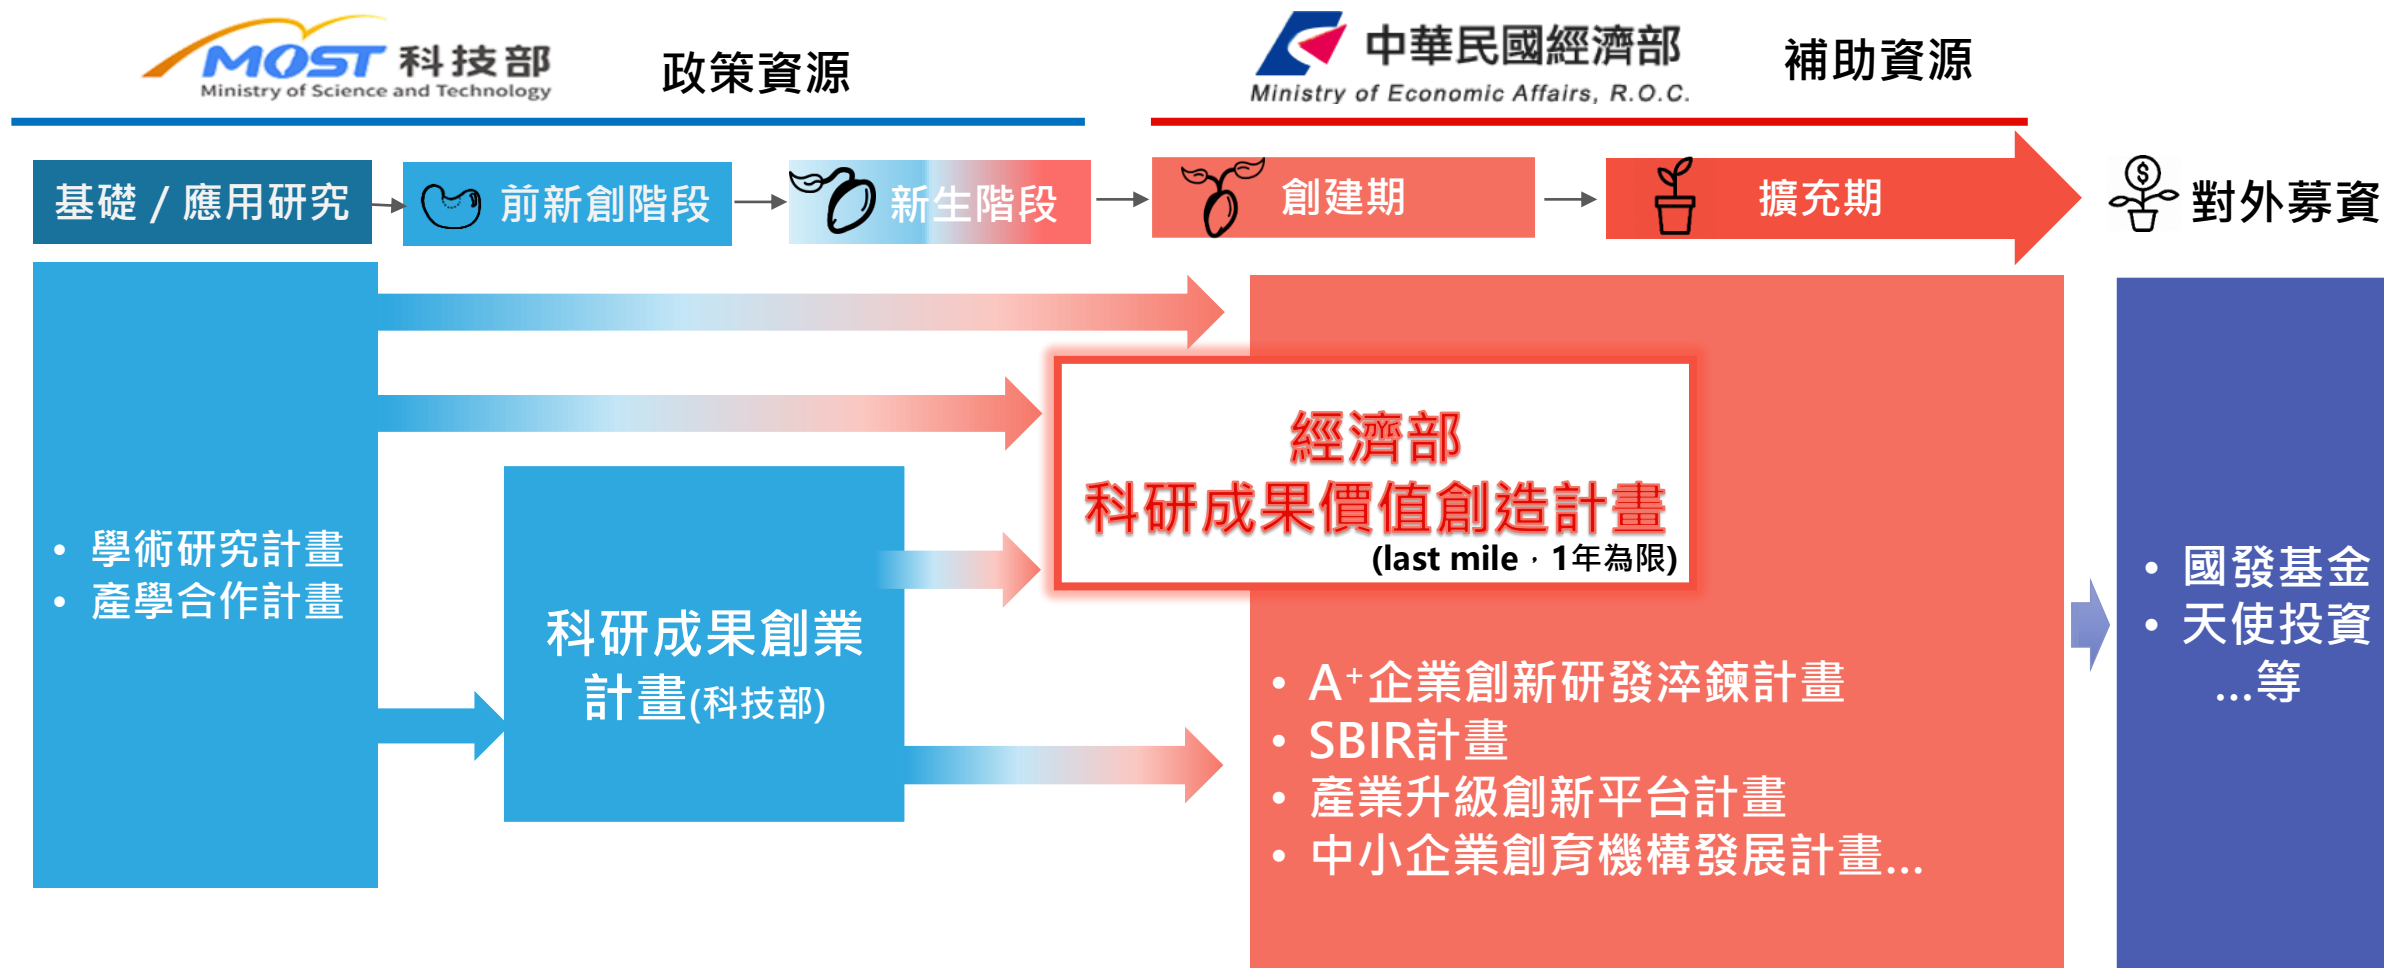 MOST 科技部
Ministry of Science and Technology
政策資源
中華民國經濟部
Ministry of Economic Affairs, R.O.C.
補助資源
基礎 / 應用研究
前新創階段
新生階段
創建期
擴充期
$
對外募資
• 學術研究計畫
• 產學合作計畫
科研成果創業
計畫(科技部)
經濟部
科研成果價值創造計畫
(last mile，1年為限)
• A⁺企業創新研發淬鍊計畫
• SBIR計畫
• 產業升級創新平台計畫
• 中小企業創育機構發展計畫...
• 國發基金
• 天使投資
...等